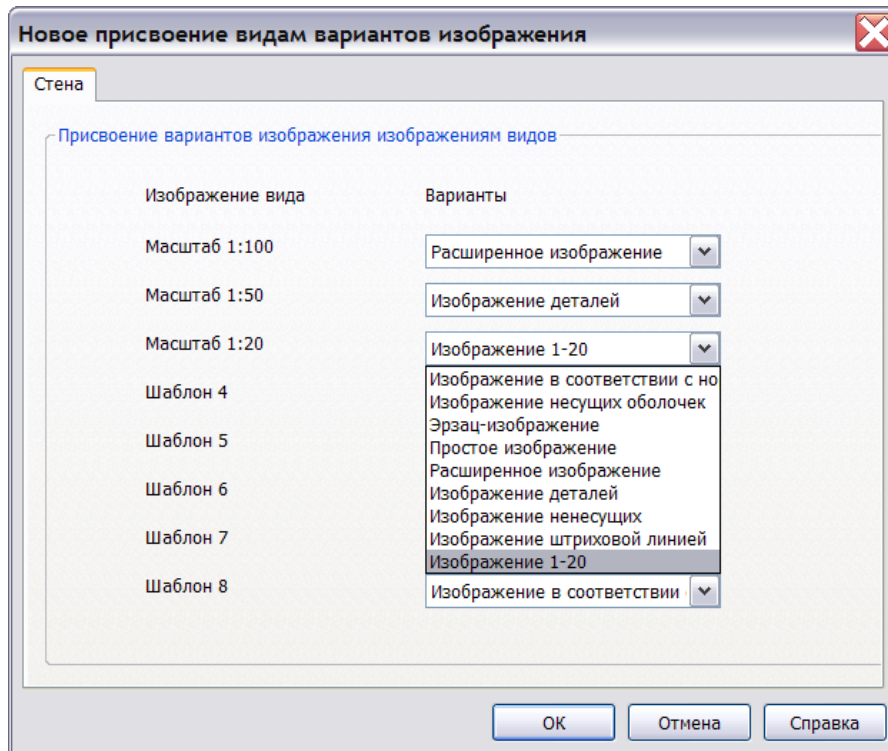 Новое присвоение видам вариантов изображения
Стена
Присвоение вариантов изображения изображениям видов
Изображение вида Варианты
Масштаб 1:100 Расширенное изображение
Масштаб 1:50 Изображение деталей
Масштаб 1:20 Изображение 1-20
Изображение в соответствии с но
Шаблон 4 Изображение несущих оболочек
Эрзац-изображение
Шаблон 5 Простое изображение
Расширенное изображение
Шаблон 6 Изображение деталей
Изображение ненесущих
Шаблон 7 Изображение штриховой линией
Изображение 1-20
Шаблон 8 Изображение в соответствии
ОК Отмена Справка